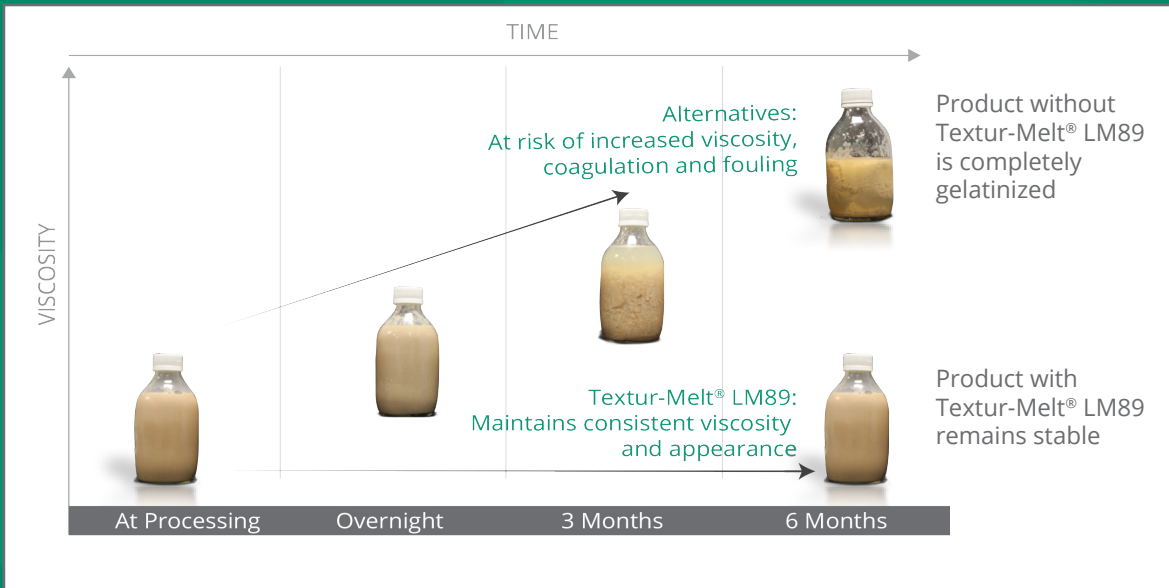 TIME
VISCOSITY
Alternatives:
At risk of increased viscosity,
coagulation and fouling
Product without
Textur-Melt® LM89
is completely
gelatinized
Textur-Melt® LM89:
Maintains consistent viscosity
and appearance
Product with
Textur-Melt® LM89
remains stable
At Processing
Overnight
3 Months
6 Months